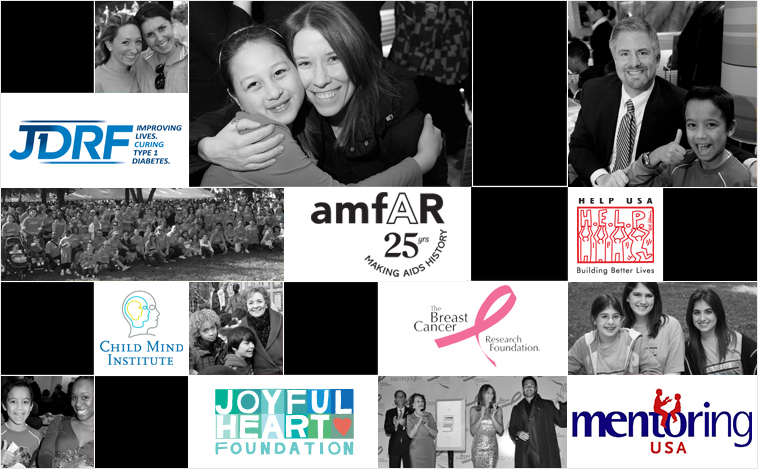 JDRF
IMPROVING
LIVES.
CURING
TYPE 1
DIABETES.
amfAR
25yrs
MAKING AIDS HISTORY
HELP USA
H.E.L.P.
Building Better Lives
CHILD MIND
INSTITUTE
The
Breast
Cancer
Research
Foundation.
JOYFUL
HEART
FOUNDATION
mentoring
USA